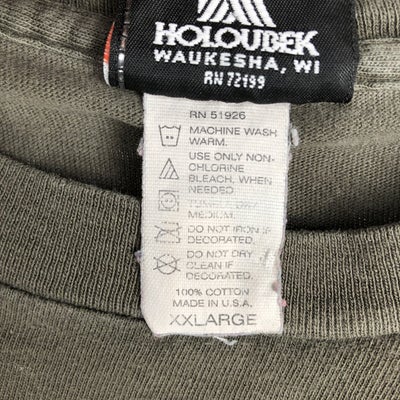 HOLOUBEK
WAUKESHA, WI
RN 72199
RN 51926
MACHINE WASH
WARM.
USE ONLY NON-
CHLORINE
BLEACH, WHEN
NEEDED.
MEDIUM.
DO NOT IRON IF
DECORATED.
DO NOT DRY
CLEAN IF
DECORATED.
100% COTTON
MADE IN U.S.A.
XXLARGE